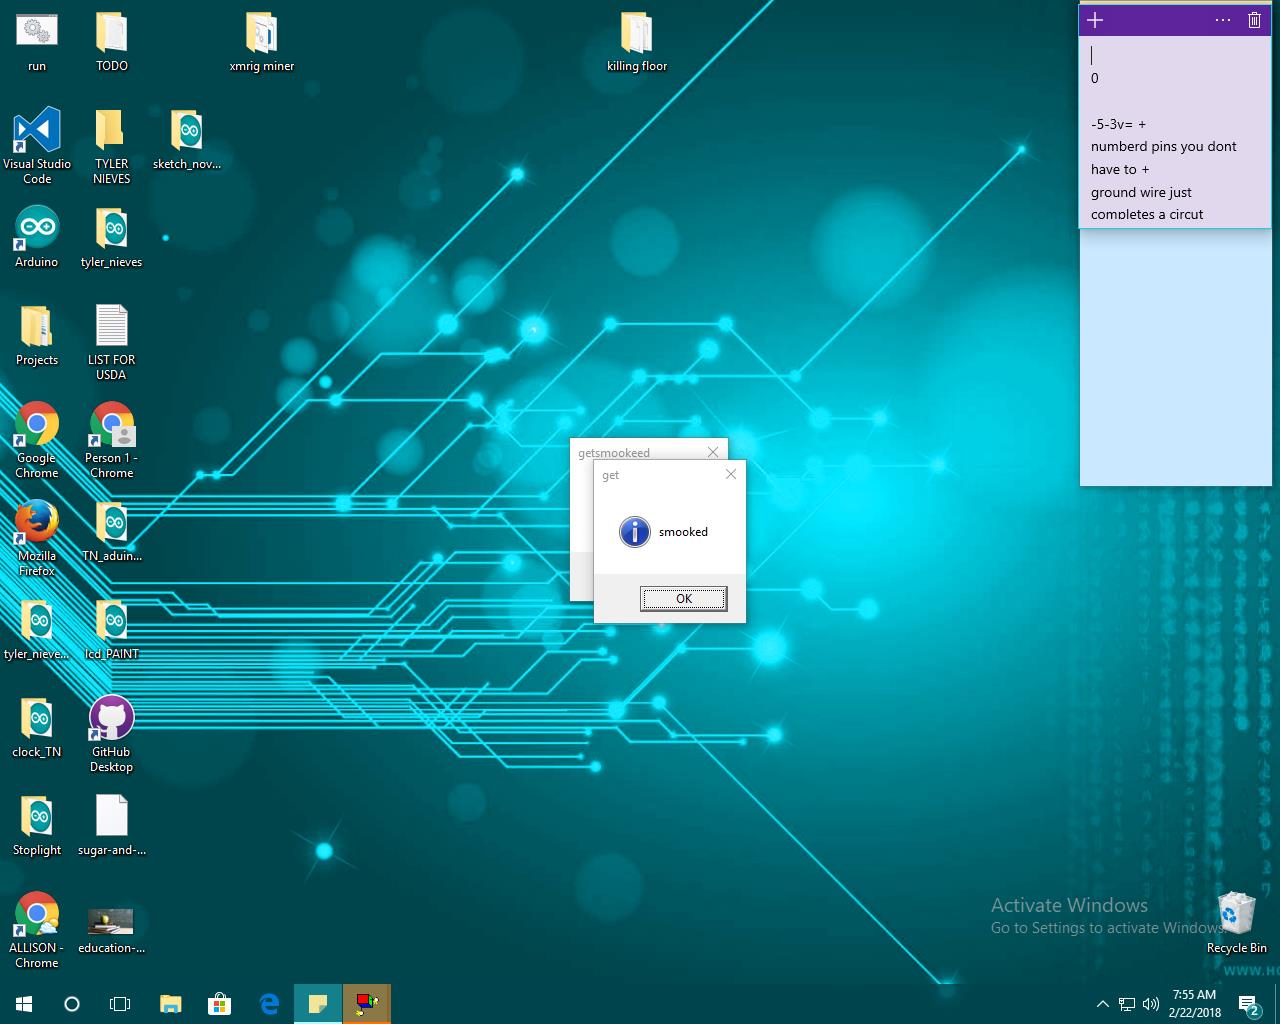 run
TODO
xmrig miner
killing floor
Visual Studio
Code
TYLER
NIEVES
sketch_nov...
Arduino
tyler_nieves
Projects
LIST FOR
USDA
Google
Chrome
Person 1 -
Chrome
Mozilla
Firefox
TN_aduin...
tyler_nieve...
lcd_PAINT
clock_TN
GitHub
Desktop
Stoplight
sugar-and-...
ALLISON -
Chrome
education-...
0
-5-3v= +
numberd pins you dont
have to +
ground wire just
completes a circut
getsmookeed
get
smooked
OK
Activate Windows
Go to Settings to activate Windows.
Recycle Bin
WWW.HO
7:55 AM
2/22/2018
2